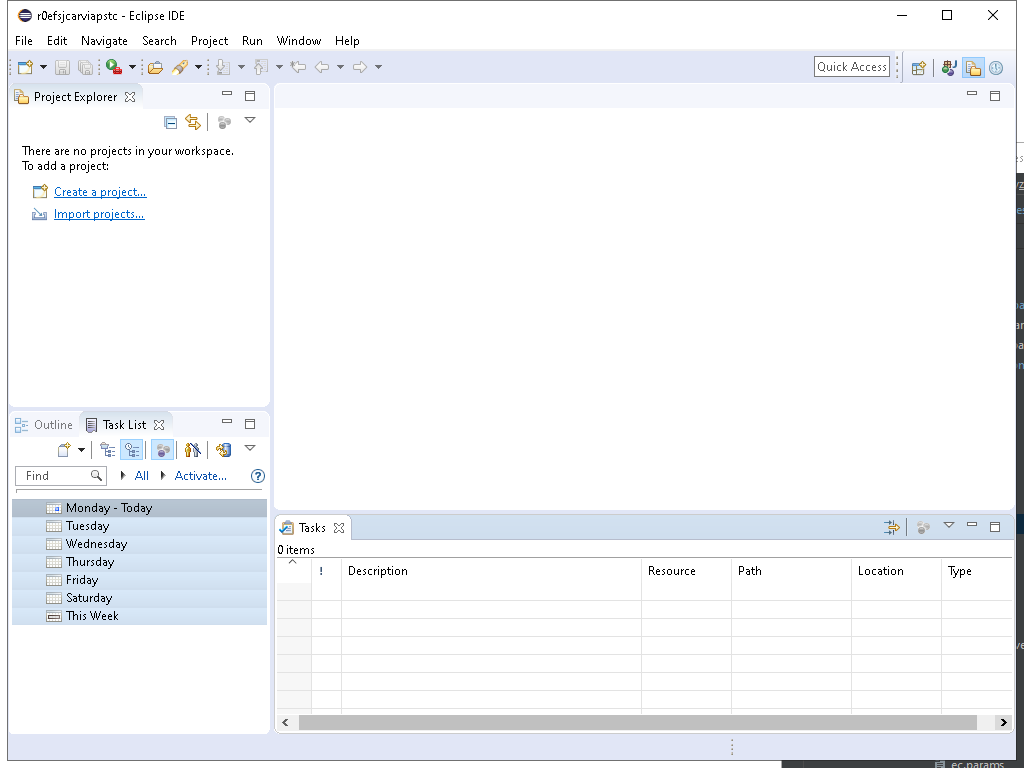 r0efsjcarviapstc - Eclipse IDE
File Edit Navigate Search Project Run Window Help
Quick Access
Project Explorer
There are no projects in your workspace.
To add a project:
Create a project...
Import projects...
Outline Task List
Find All Activate...
Monday - Today
Tuesday
Wednesday
Thursday
Friday
Saturday
This Week
Tasks
0 items
! Description Resource Path Location Type
ec.params